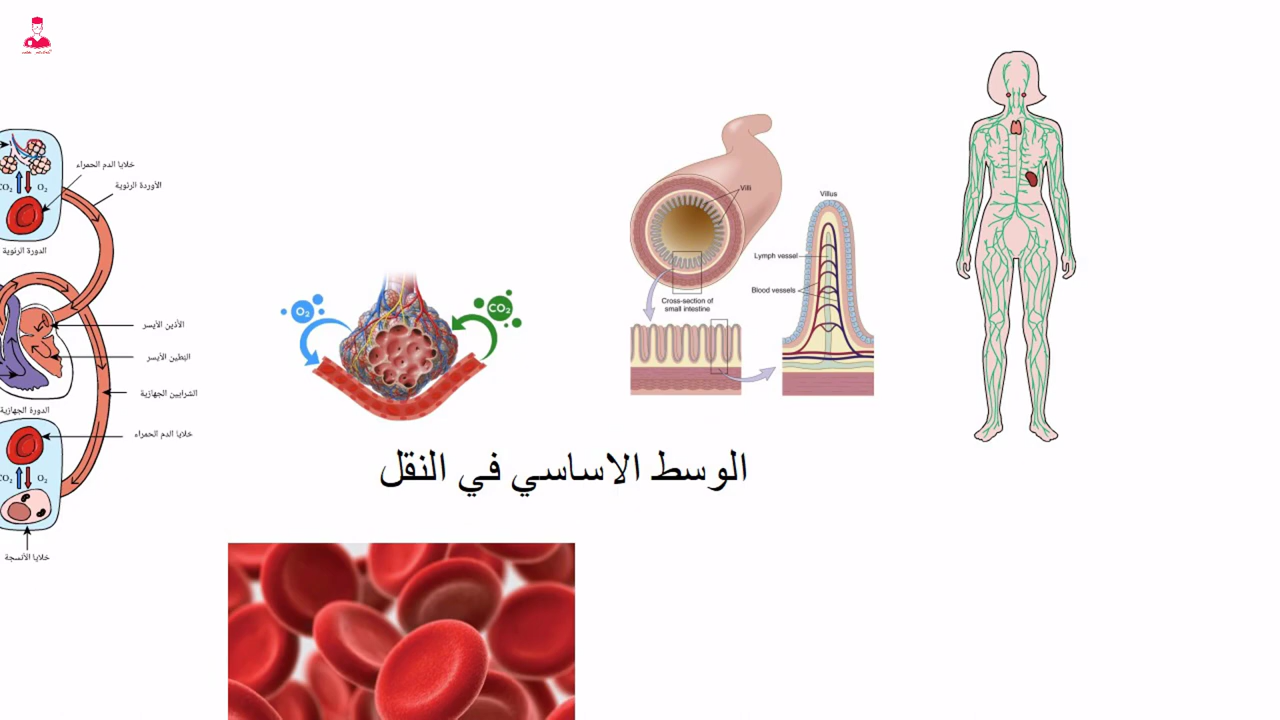 خلايا الدم الحمراء
الأوردة الرئوية
CO₂
O₂
الدورة الرئوية
الأذين الأيسر
البطين الأيسر
الشرايين الجهازية
الدورة الجهازية
خلايا الدم الحمراء
CO₂
O₂
خلايا الأنسجة
O₂
CO₂
Villi
Cross-section of
small intestine
Villus
Lymph vessel
Blood vessels
الوسط الاساسي في النقل